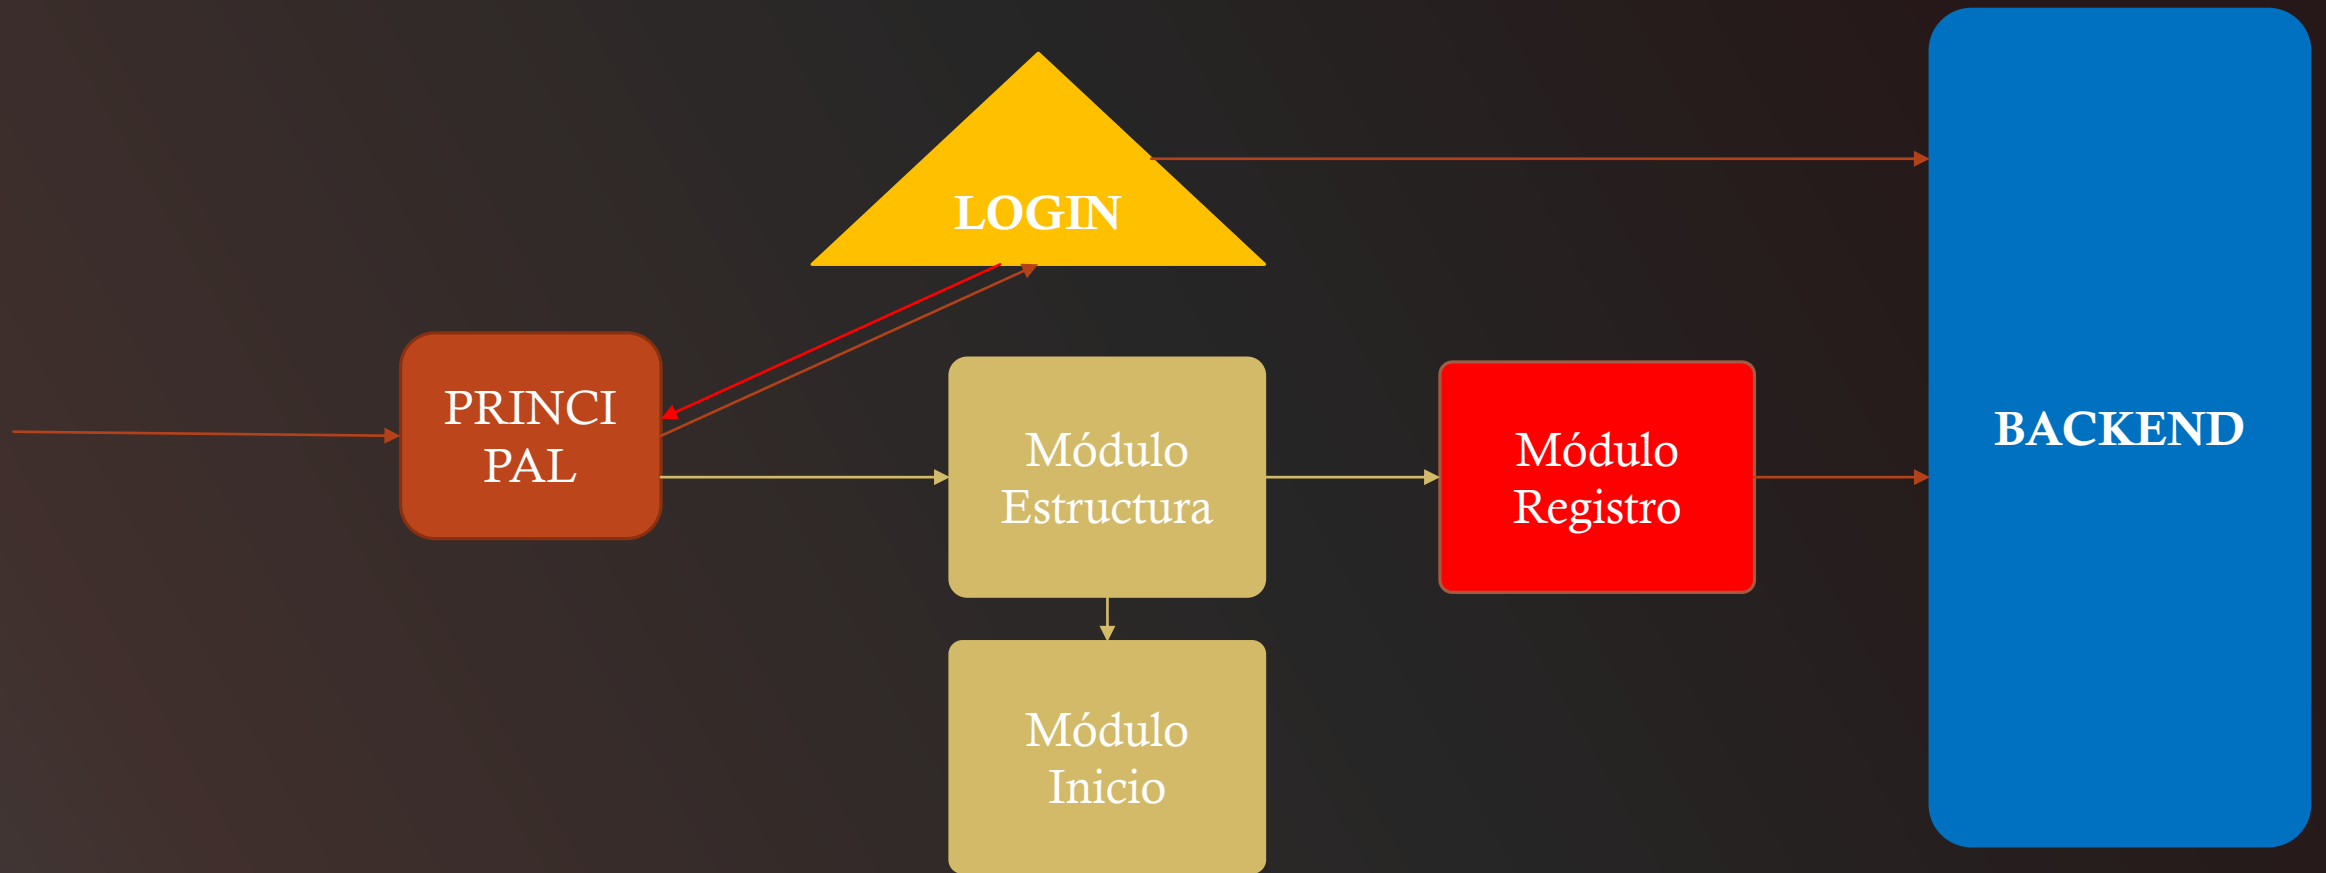 LOGIN
PRINCI
PAL
Módulo
Estructura
Módulo
Registro
BACKEND
Módulo
Inicio